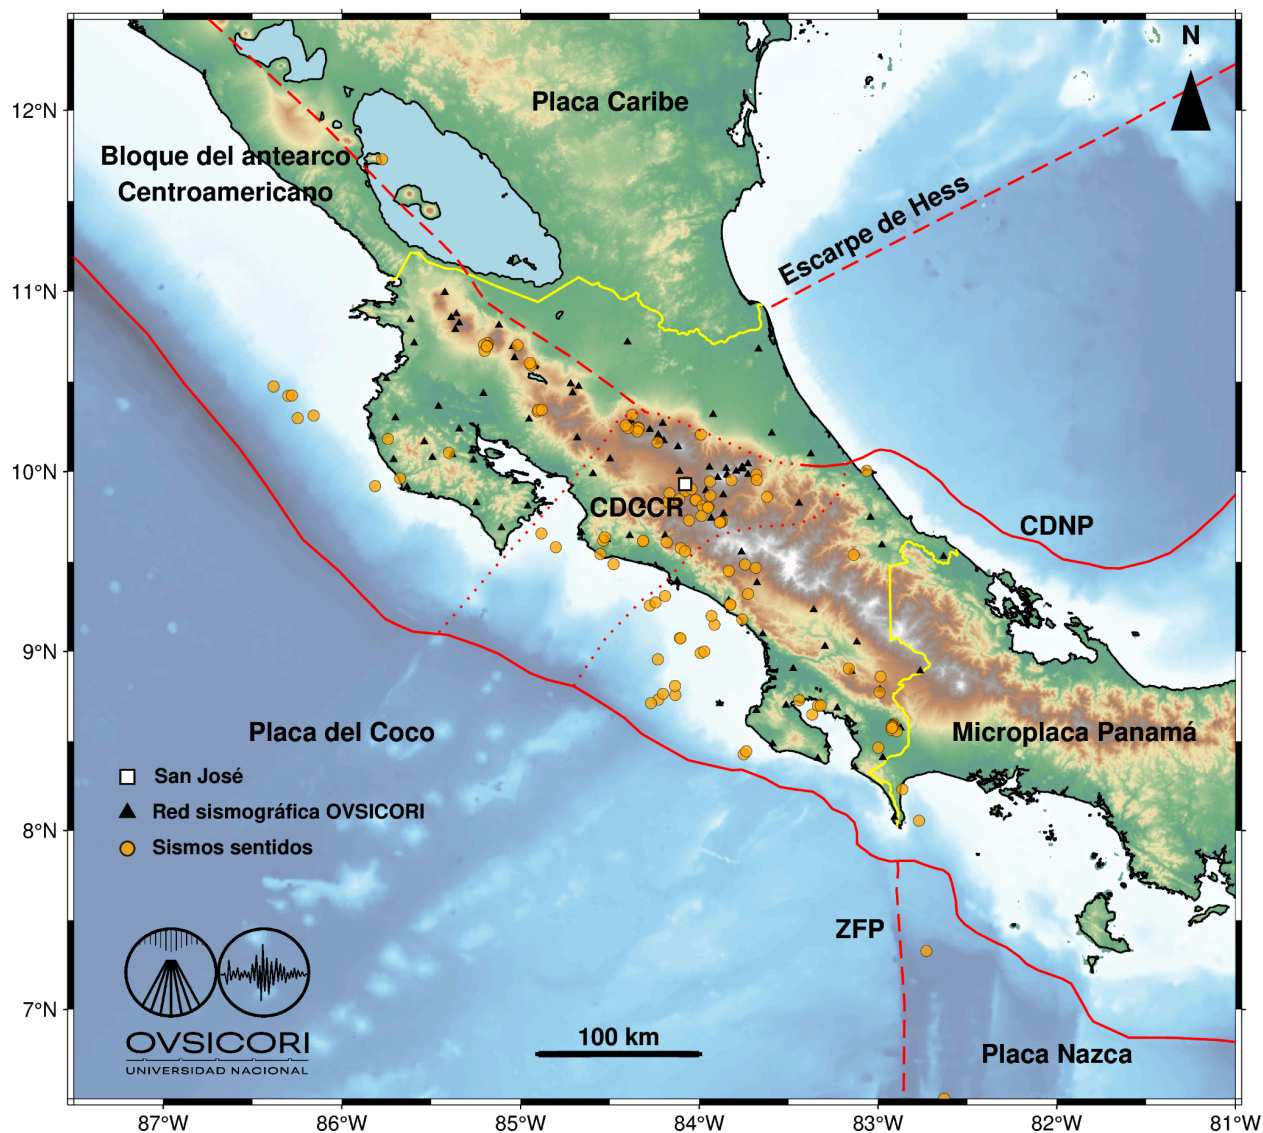 N
12°N
Placa Caribe
Bloque del antearco
Centroamericano
Escarpe de Hess
11°N
10°N
CDCCR
CDNP
9°N
Placa del Coco
Microplaca Panamá
San José
Red sismográfica OVSICORI
Sismos sentidos
8°N
ZFP
7°N
100 km
Placa Nazca
OVSICORI
UNIVERSIDAD NACIONAL
87°W
86°W
85°W
84°W
83°W
82°W
81°W